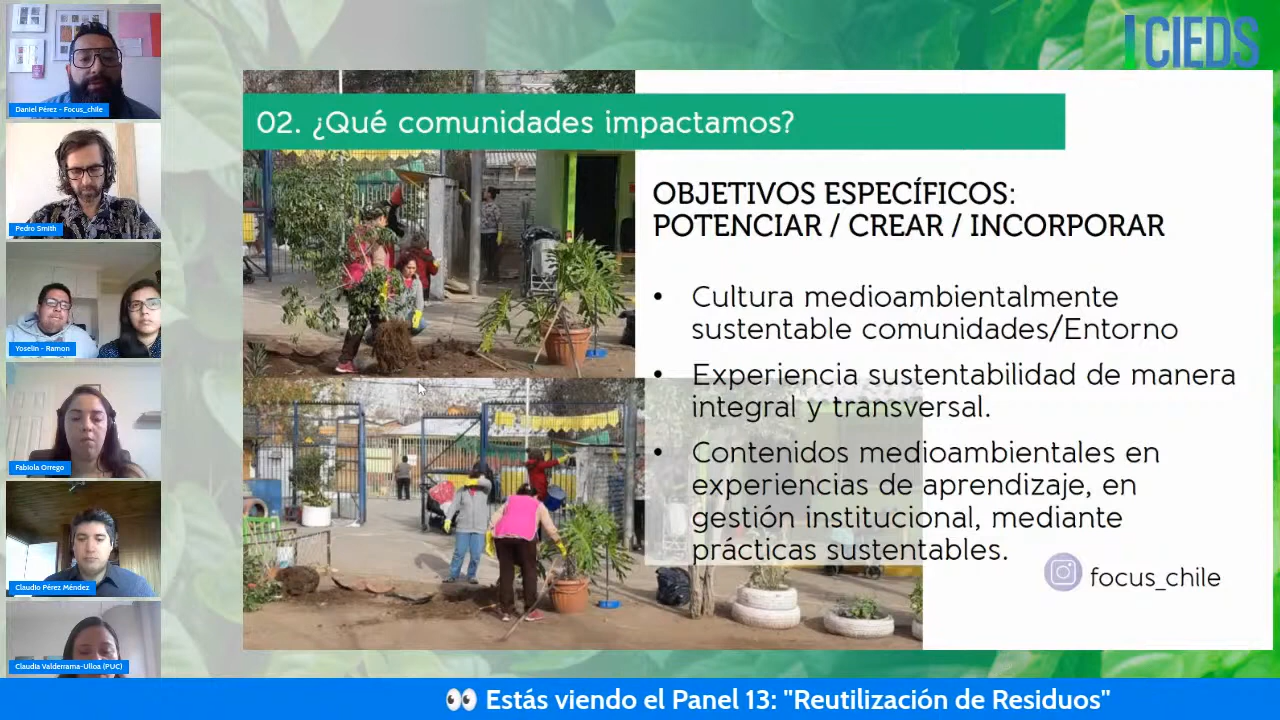 CIEDS
Daniel Pérez - Focus_chile
Pedro Smith
Yoselin - Ramon
Fabiola Orrego
Claudio Pérez Méndez
Claudia Valderrama-Ulloa (PUC)
02. ¿Qué comunidades impactamos?
OBJETIVOS ESPECÍFICOS:
POTENCIAR / CREAR / INCORPORAR
• Cultura medioambientalmente
sustentable comunidades/Entorno
• Experiencia sustentabilidad de manera
integral y transversal.
• Contenidos medioambientales en
experiencias de aprendizaje, en
gestión institucional, mediante
prácticas sustentables.
focus_chile
👀 Estás viendo el Panel 13: "Reutilización de Residuos"